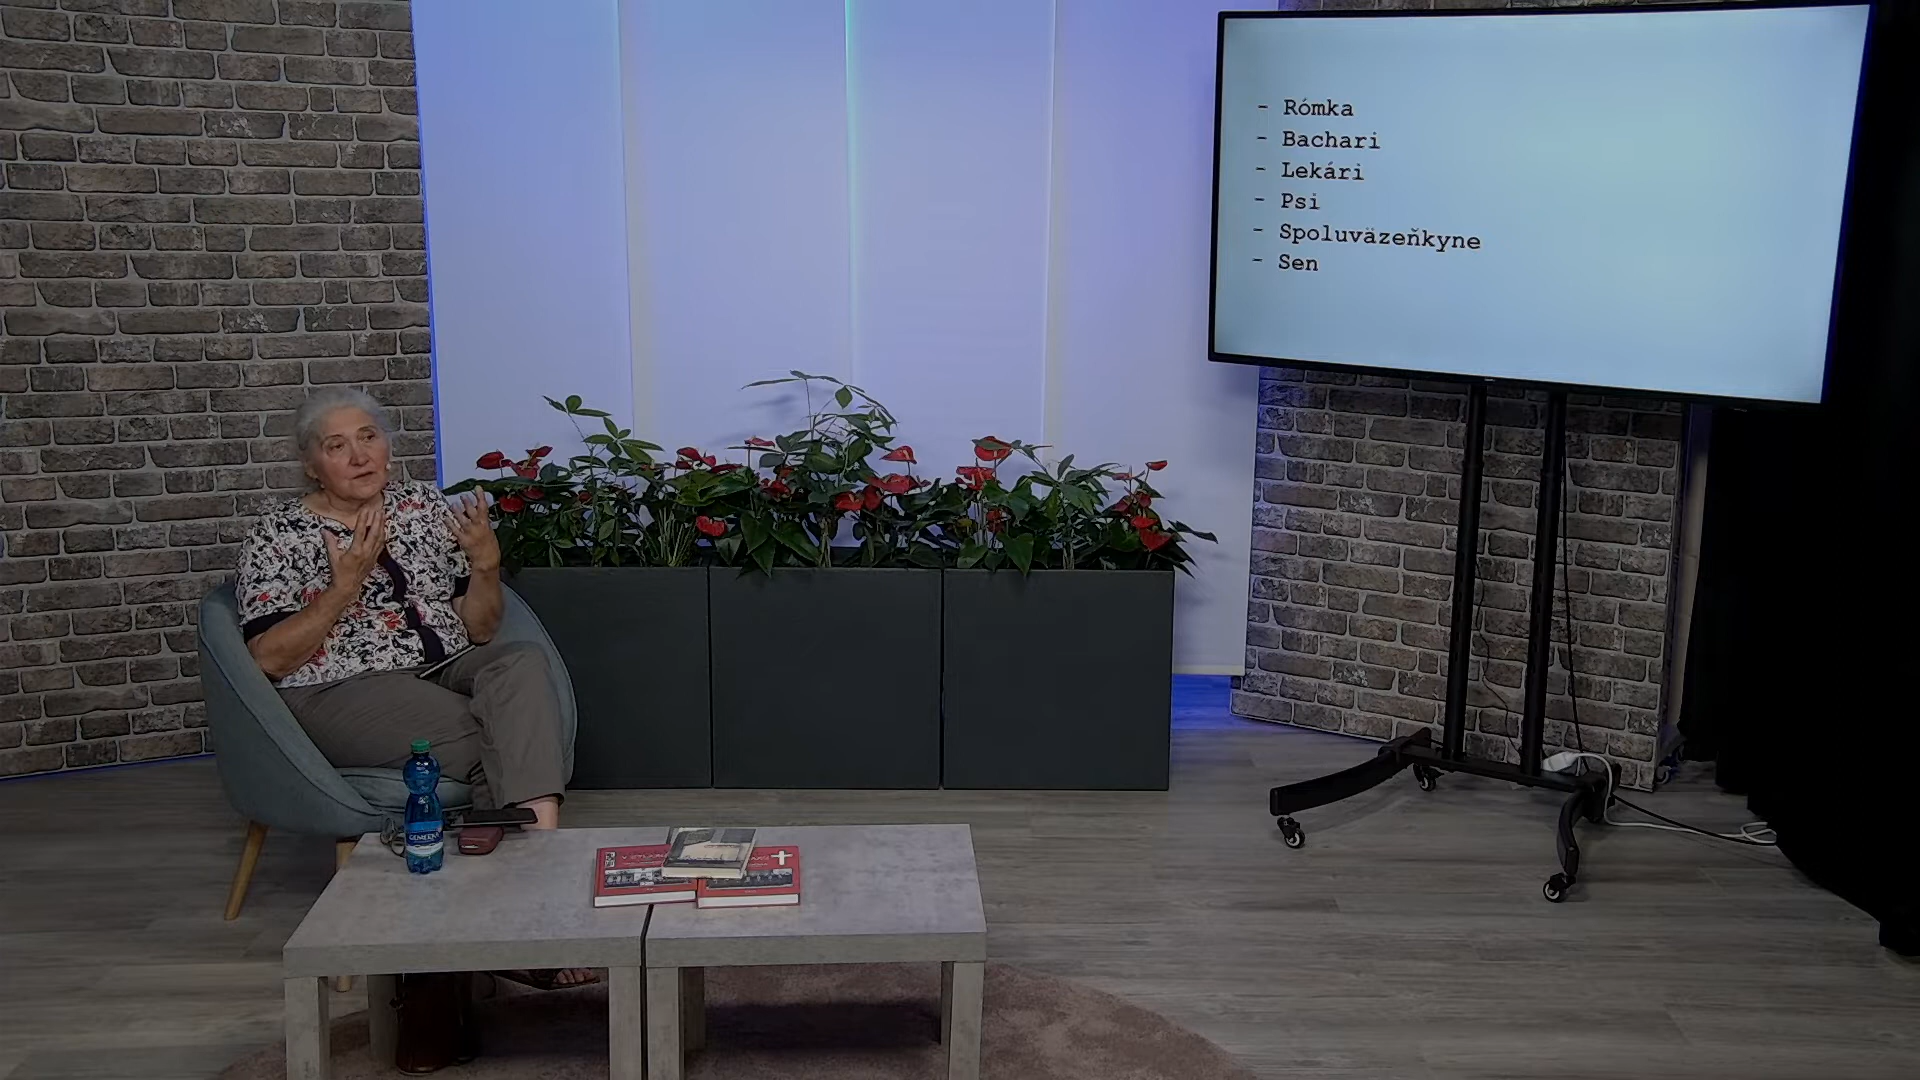 - Rómka
- Bachari
- Lekári
- Psi
- Spoluväzeňkyne
- Sen